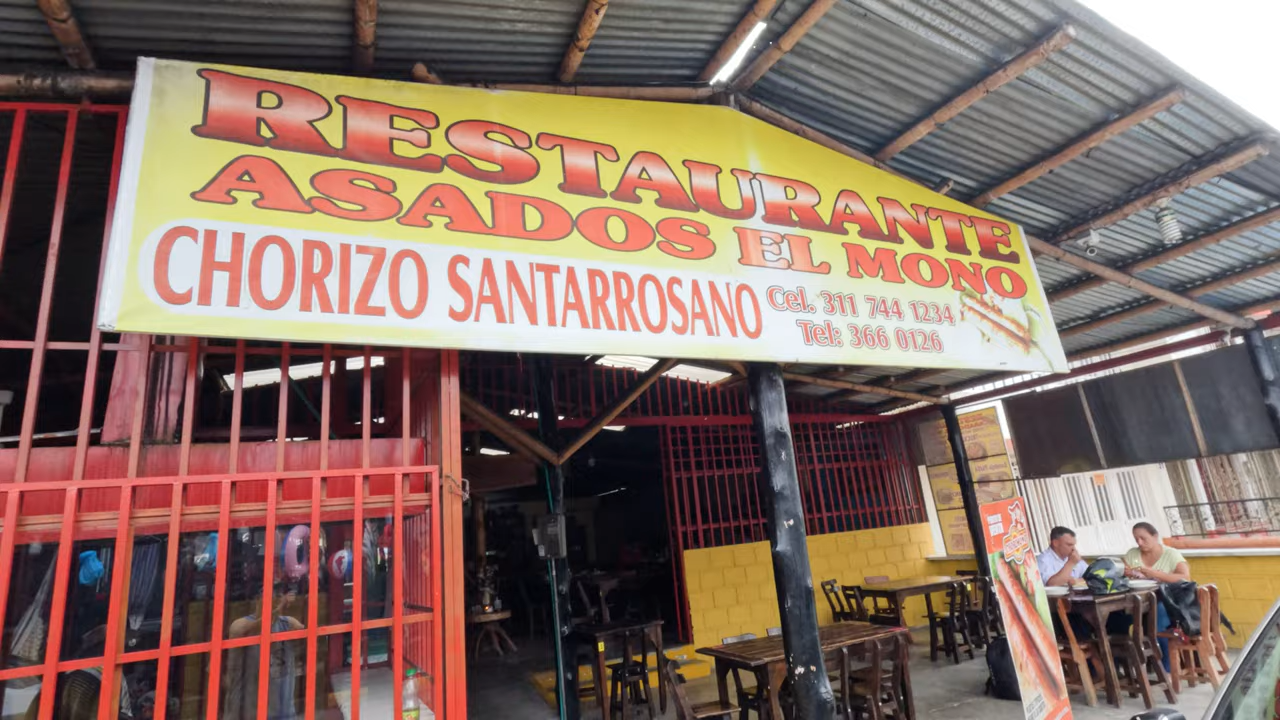 RESTAURANTE
ASADOS EL MONO
CHORIZO SANTARROSANO
Cel. 311 744 1234
Tel: 366 0126